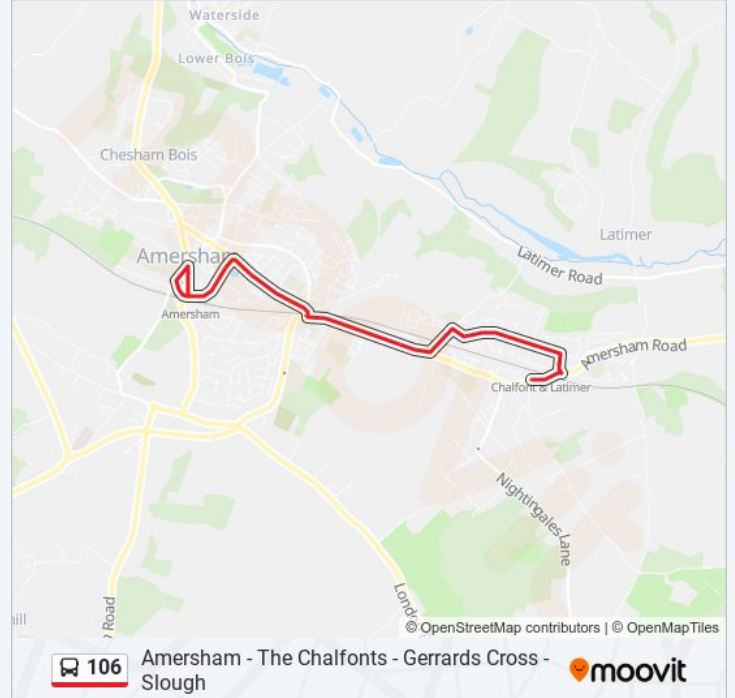 Waterside
Lower Bois
Chesham Bois
Latimer
Amersham
Latimer Road
Amersham
Amersham Road
Chalfont & Latimer
Nightingales Lane
© OpenStreetMap contributors | © OpenMapTiles
106
Amersham - The Chalfonts - Gerrards Cross -
Slough
moovit